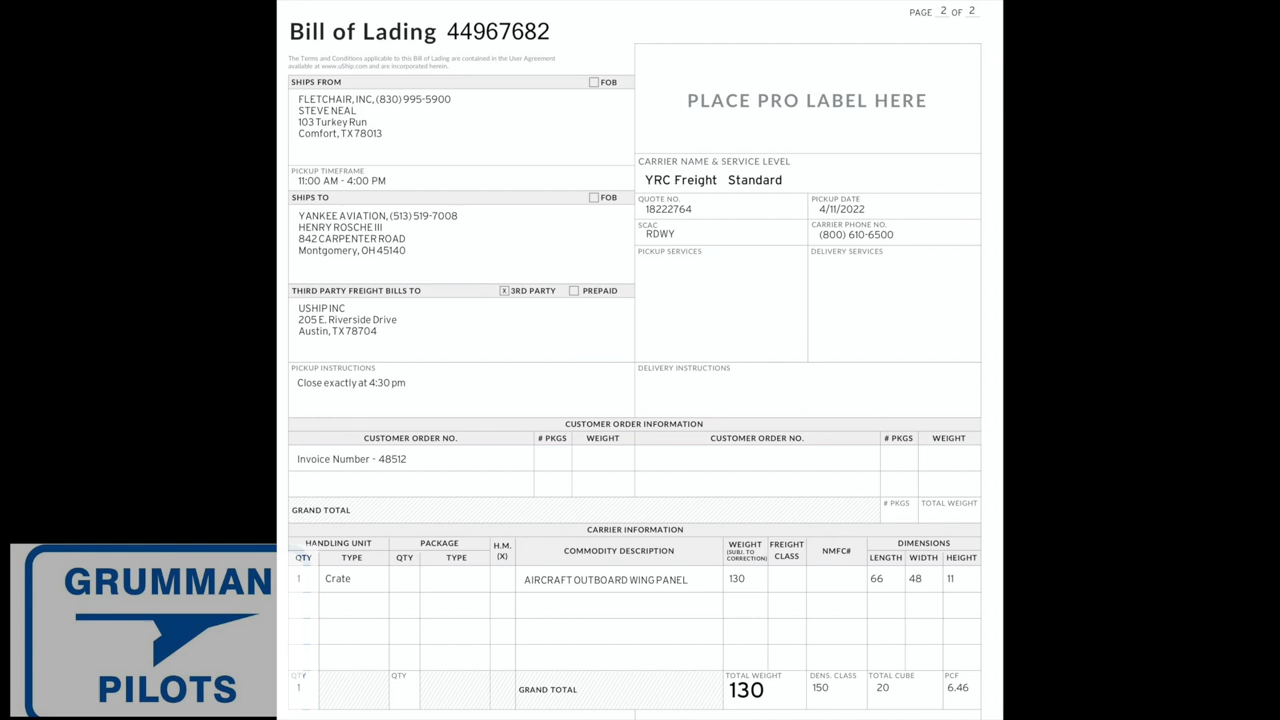 PAGE 2 OF 2
Bill of Lading 44967682
The Terms and Conditions applicable to this Bill of Lading are contained in the User Agreement
available at www.uShip.com and are incorporated herein.
SHIPS FROM FOB
FLETCHAIR, INC, (830) 995-5900
STEVE NEAL
103 Turkey Run
Comfort, TX 78013
PICKUP TIMEFRAME
11:00 AM - 4:00 PM
PLACE PRO LABEL HERE
CARRIER NAME & SERVICE LEVEL
YRC Freight Standard
SHIPS TO FOB
YANKEE AVIATION, (513) 519-7008
HENRY ROSCHE III
842 CARPENTER ROAD
Montgomery, OH 45140
QUOTE NO.
18222764
PICKUP DATE
4/11/2022
SCAC
RDWY
CARRIER PHONE NO.
(800) 610-6500
PICKUP SERVICES
DELIVERY SERVICES
THIRD PARTY FREIGHT BILLS TO X 3RD PARTY PREPAID
USHIP INC
205 E. Riverside Drive
Austin, TX 78704
PICKUP INSTRUCTIONS
Close exactly at 4:30 pm
DELIVERY INSTRUCTIONS
CUSTOMER ORDER INFORMATION
CUSTOMER ORDER NO. # PKGS WEIGHT CUSTOMER ORDER NO. # PKGS WEIGHT
Invoice Number - 48512
GRAND TOTAL # PKGS TOTAL WEIGHT
CARRIER INFORMATION
HANDLING UNIT PACKAGE H.M. (X) COMMODITY DESCRIPTION WEIGHT (SUBJ. TO CORRECTION) FREIGHT CLASS NMFC# DIMENSIONS
QTY TYPE QTY TYPE LENGTH WIDTH HEIGHT
1 Crate AIRCRAFT OUTBOARD WING PANEL 130 66 48 11
QTY QTY TOTAL WEIGHT DENS. CLASS TOTAL CUBE PCF
1 GRAND TOTAL 130 150 20 6.46
GRUMMAN
PILOTS